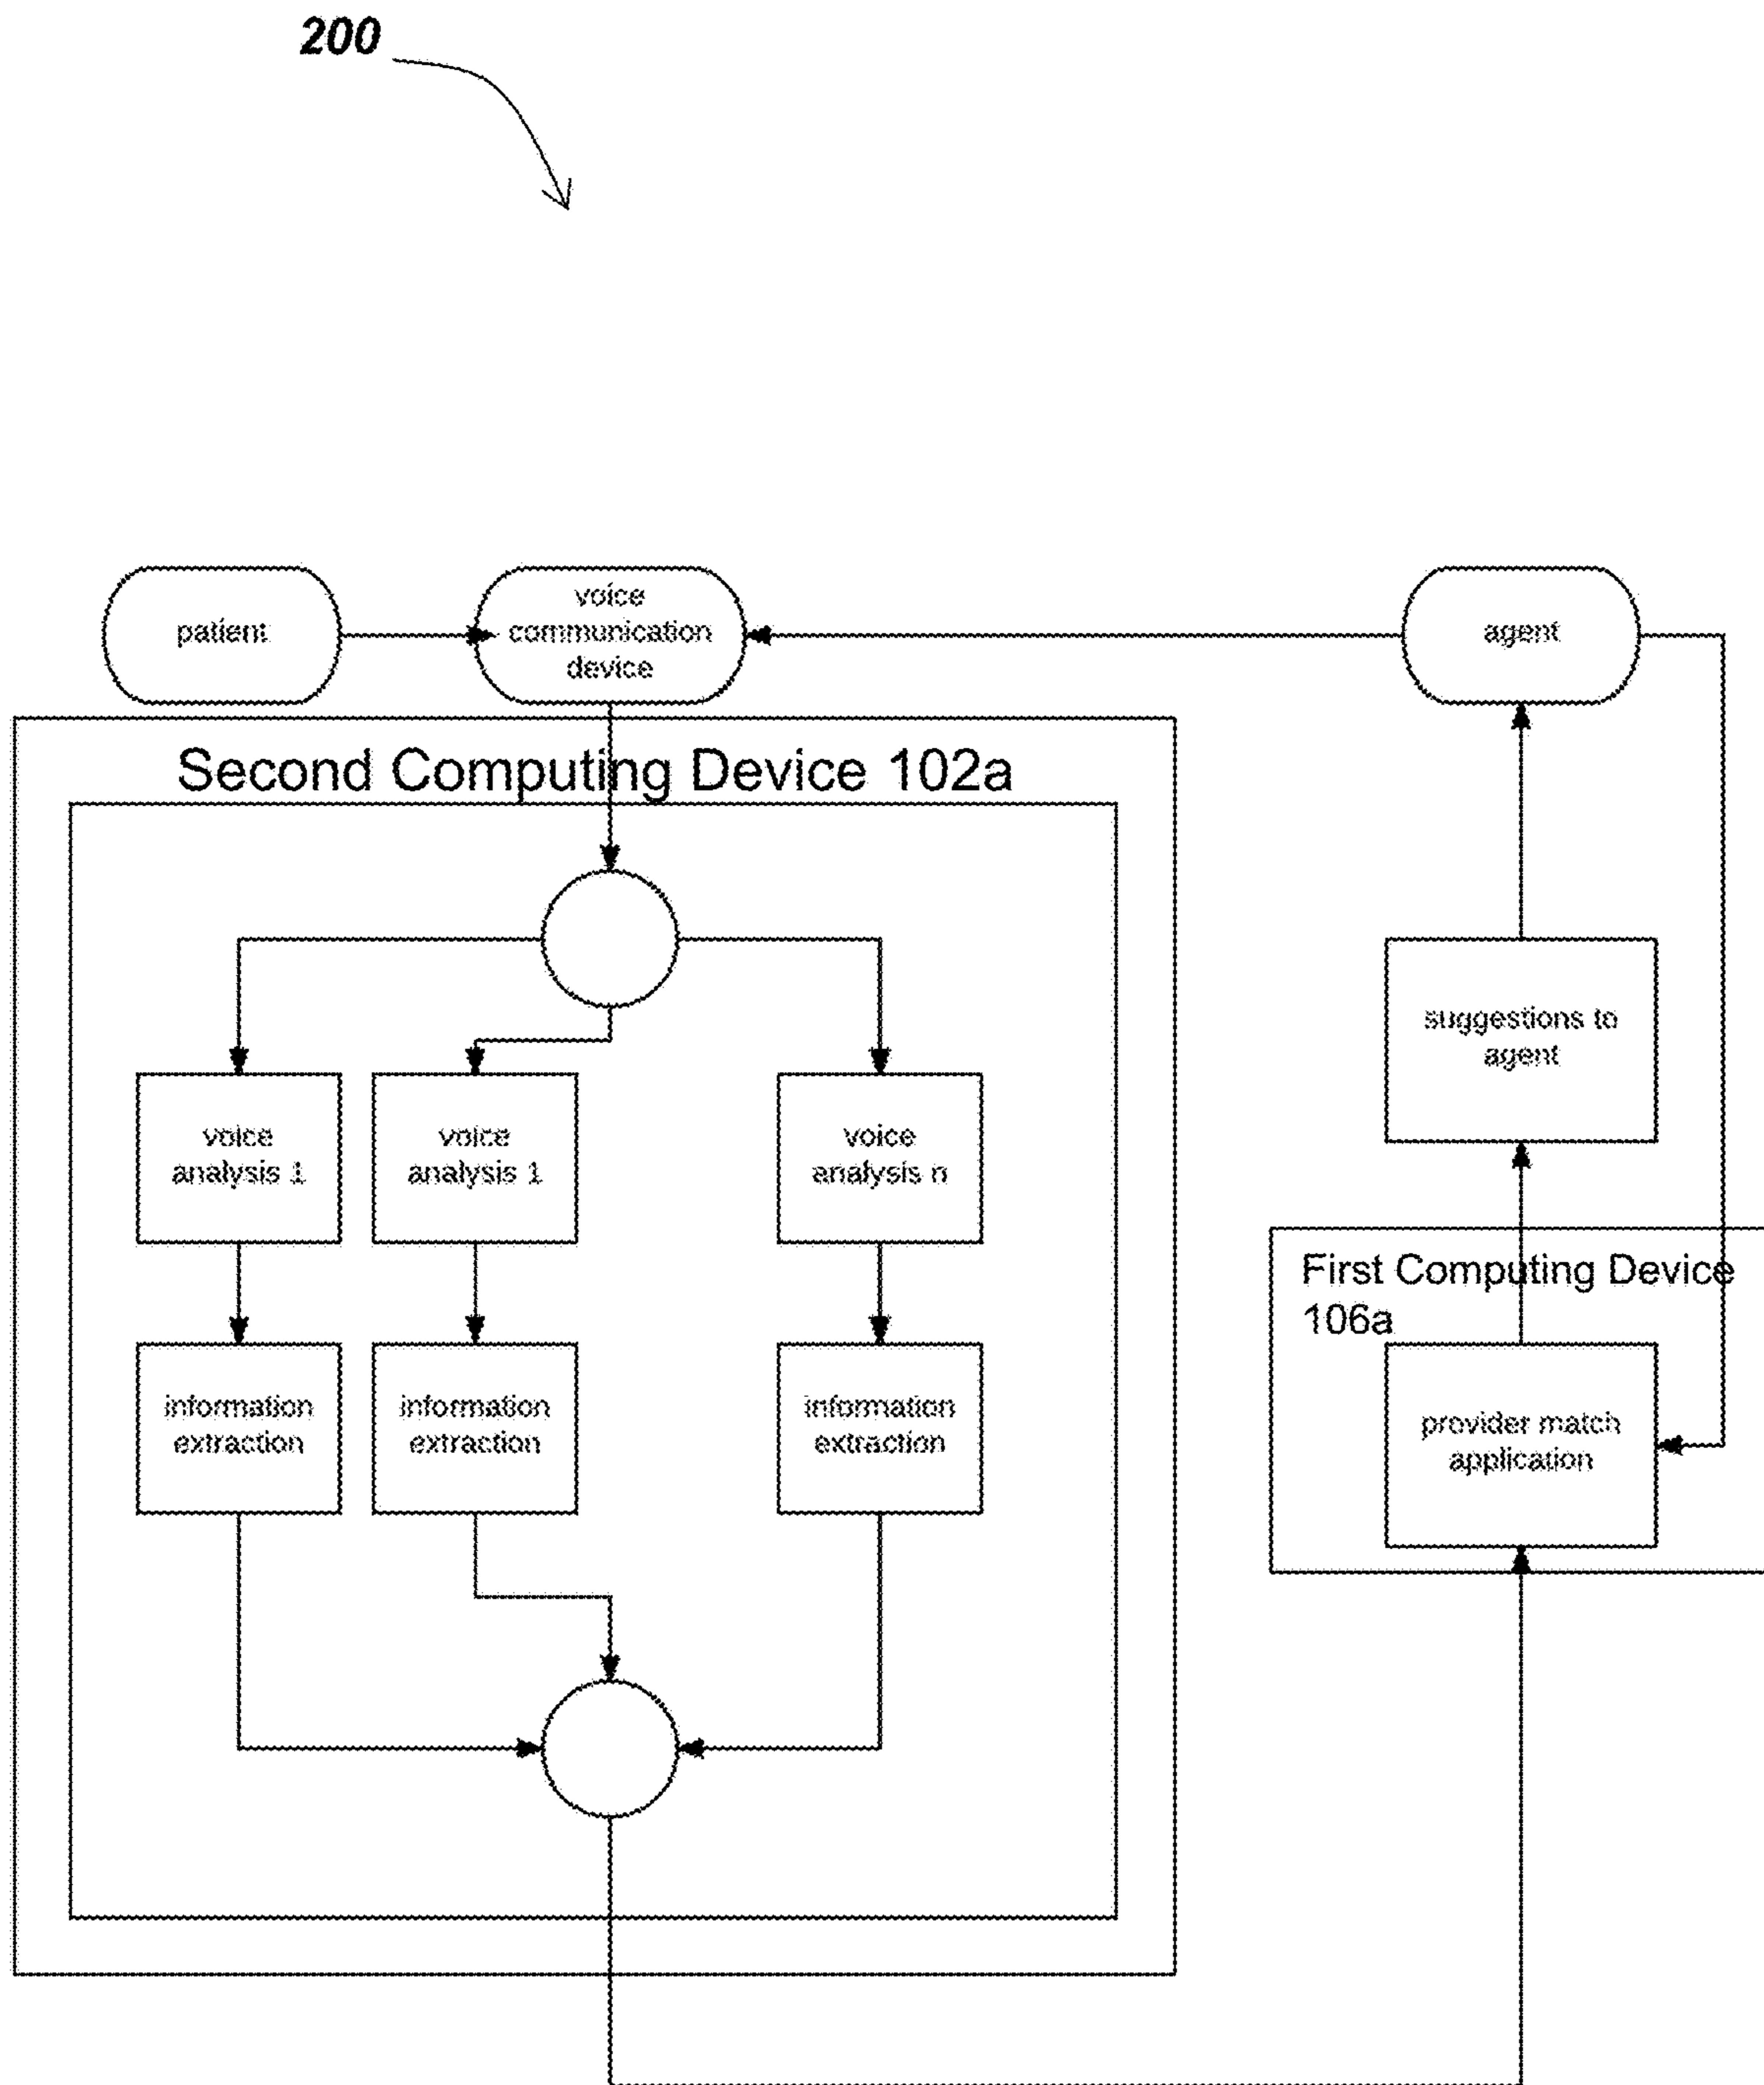 200
patient
voice
communication
device
agent
Second Computing Device 102a
suggestions to
agent
voice
analysis 1
voice
analysis 1
voice
analysis n
First Computing Device
106a
information
extraction
information
extraction
information
extraction
provider match
application